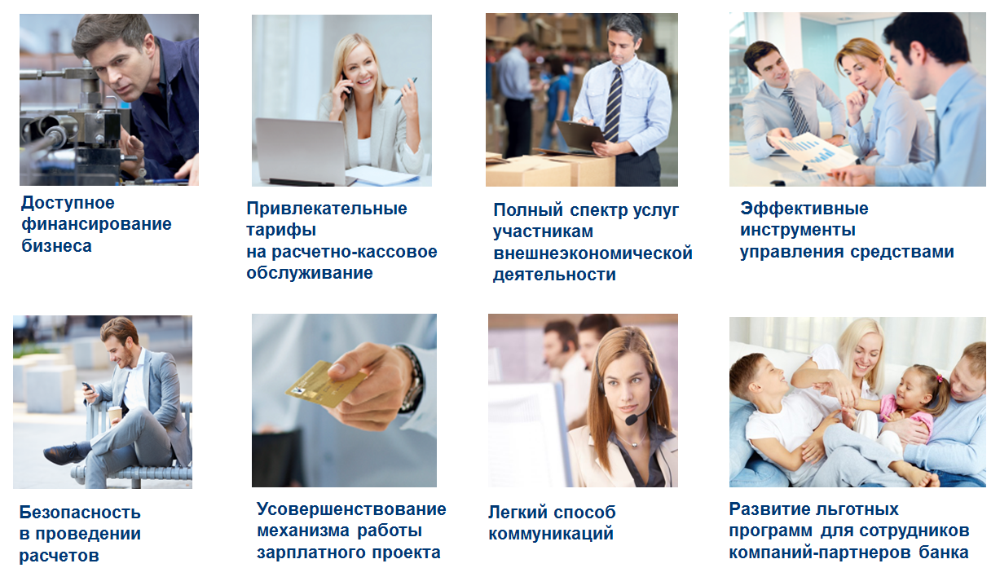 Доступное
финансирование
бизнеса
Привлекательные
тарифы
на расчетно-кассовое
обслуживание
Полный спектр услуг
участникам
внешнеэкономической
деятельности
Эффективные
инструменты
управления средствами
Безопасность
в проведении
расчетов
Усовершенствование
механизма работы
зарплатного проекта
Легкий способ
коммуникаций
Развитие льготных
программ для сотрудников
компаний-партнеров банка